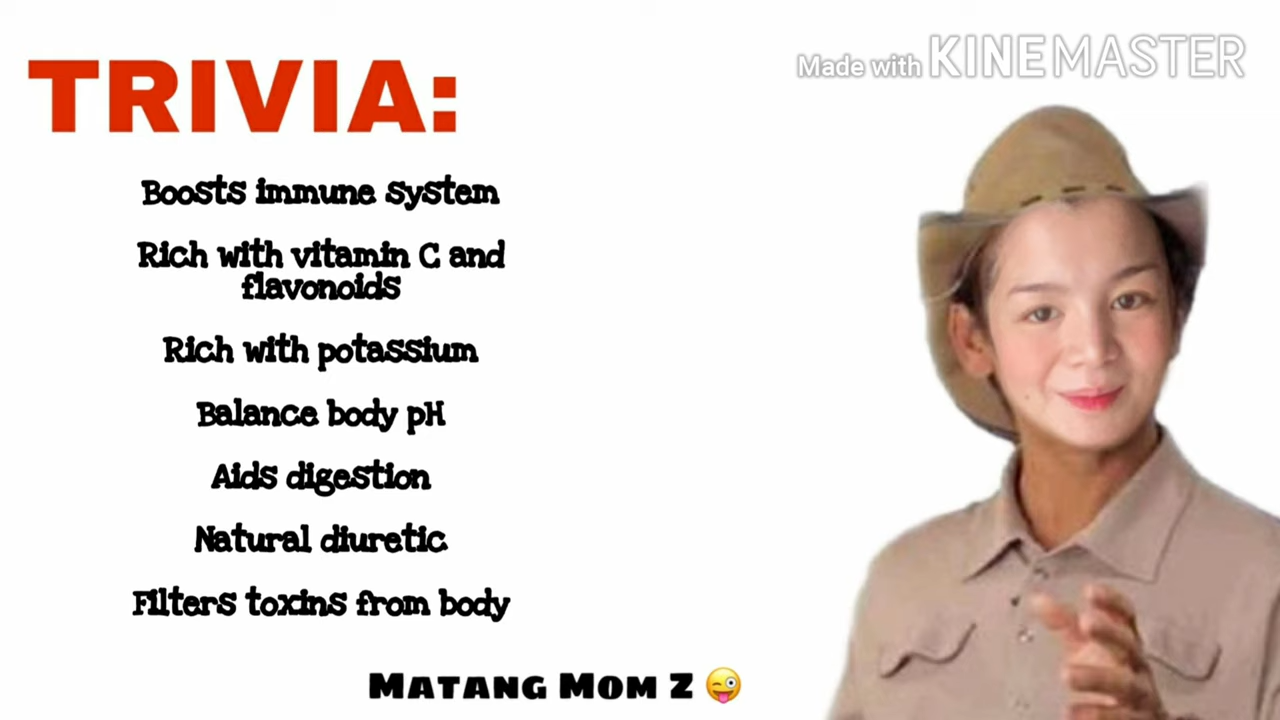 Made with KINEMASTER
TRIVIA:
Boosts immune system
Rich with vitamin C and
flavonoids
Rich with potassium
Balance body pH
Aids digestion
Natural diuretic
Filters toxins from body
Matang Mom Z 😜